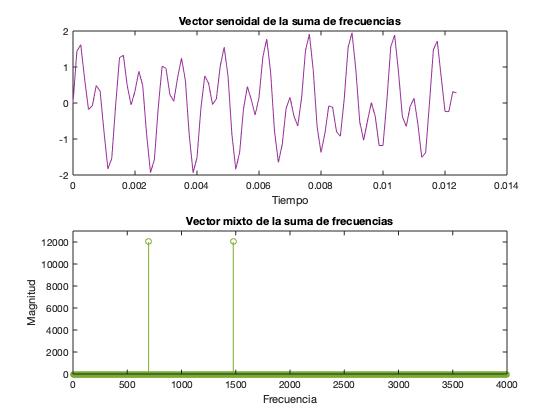 Vector senoidal de la suma de frecuencias
2
1
0
-1
-2
0 0.002 0.004 0.006 0.008 0.01 0.012 0.014
Tiempo
Vector mixto de la suma de frecuencias
12000
10000
8000
6000
4000
2000
0
Magnitud
0 500 1000 1500 2000 2500 3000 3500 4000
Frecuencia